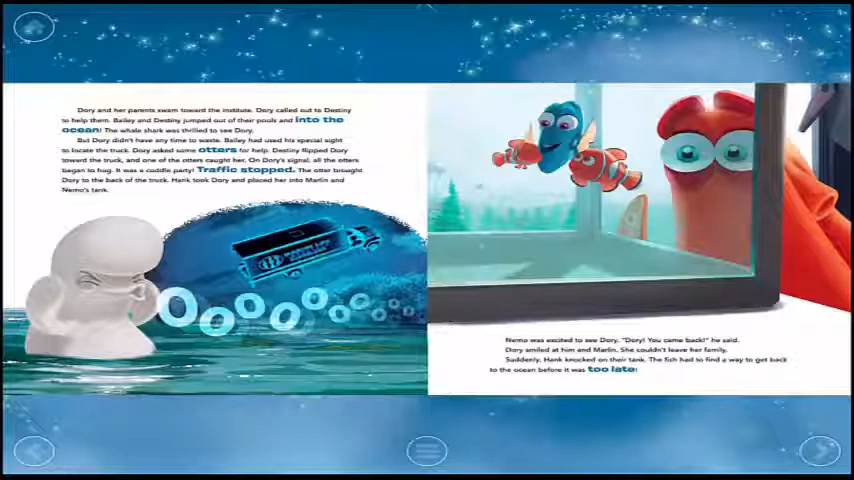 Dory and her parents swam toward the institute. Dory called out to Destiny
to help them. Bailey and Destiny jumped out of their pools and into the
ocean! The whale shark was thrilled to see Dory.
But Dory didn't have any time to waste. Bailey had used his special sight
to locate the truck. Dory asked some otters for help. Destiny flipped Dory
toward the truck, and one of the otters caught her. On Dory's signal, all the otters
began to hug. It was a cuddle party! Traffic stopped. The otter brought
Dory to the back of the truck. Hank took Dory and placed her into Marlin and
Nemo's tank.
OOOOOOO
Nemo was excited to see Dory. "Dory! You came back!" he said.
Dory smiled at him and Marlin. She couldn't leave her family.
Suddenly, Hank knocked on their tank. The fish had to find a way to get back
to the ocean before it was too late!